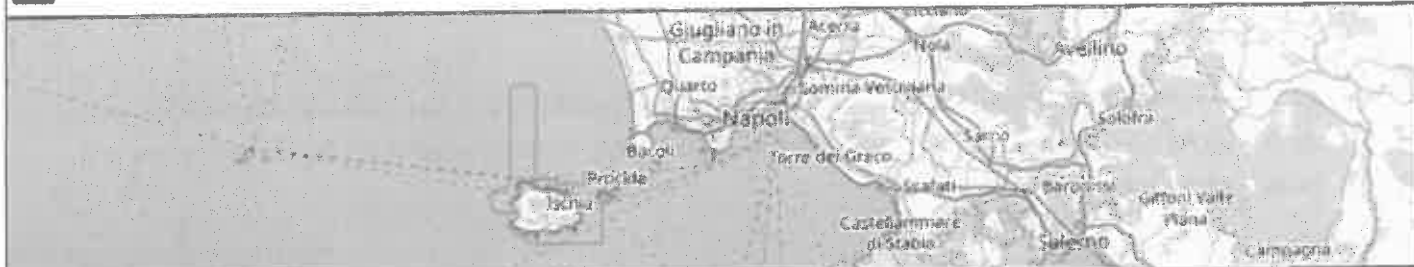 Giugliano in
Campania
Acerra
Nola
Avellino
Quarto
Somma Vesuviana
Napoli
Solofra
Sarno
Bacoli
Torre del Greco
Procida
Scafati
Baronissi
Ischia
Giffoni Valle
Piana
Castellammare
di Stabia
Salerno
Campagna